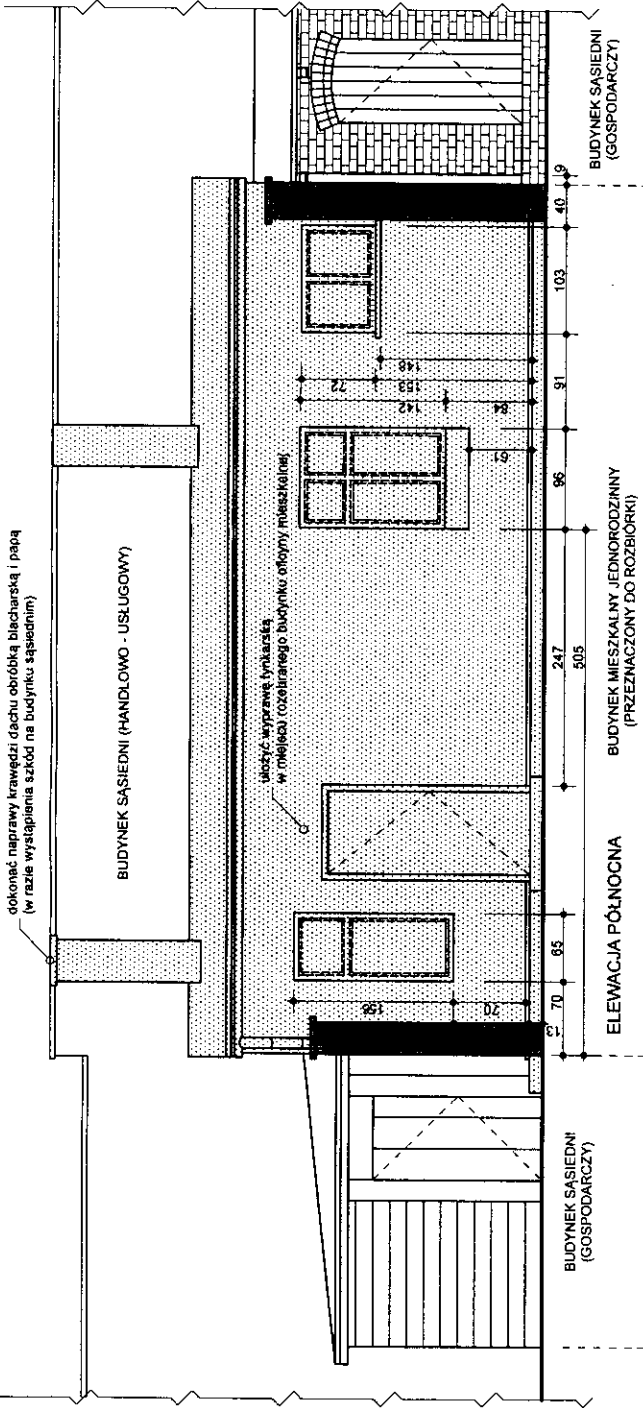 dokonać naprawy krawędzi dachu obróbką blacharską i papą
(w razie wystąpienia szkód na budynku sąsiednim)
BUDYNEK SĄSIEDNI (HANDLOWO - USŁUGOWY)
ułożyć wyprawę tynkarską
w miejscu rozebranego budynku oficyny mieszkalnej
156
70
72
153
148
142
84
61
13
70
65
247
96
91
103
40
9
505
BUDYNEK SĄSIEDNI
(GOSPODARCZY)
ELEWACJA PÓŁNOCNA
BUDYNEK MIESZKALNY JEDNORODZINNY
(PRZEZNACZONY DO ROZBIÓRKI)
BUDYNEK SĄSIEDNI
(GOSPODARCZY)